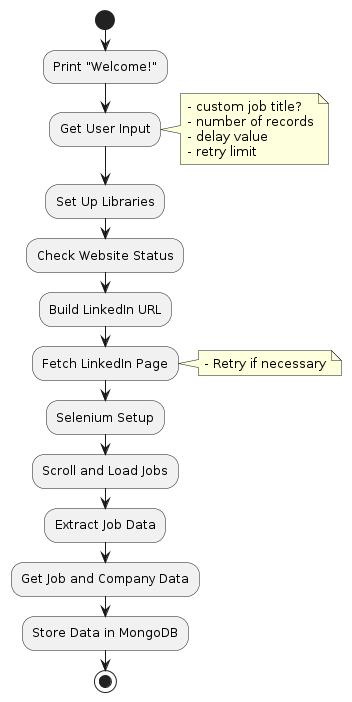 Print "Welcome!"
Get User Input
- custom job title?
- number of records
- delay value
- retry limit
Set Up Libraries
Check Website Status
Build LinkedIn URL
Fetch LinkedIn Page
- Retry if necessary
Selenium Setup
Scroll and Load Jobs
Extract Job Data
Get Job and Company Data
Store Data in MongoDB